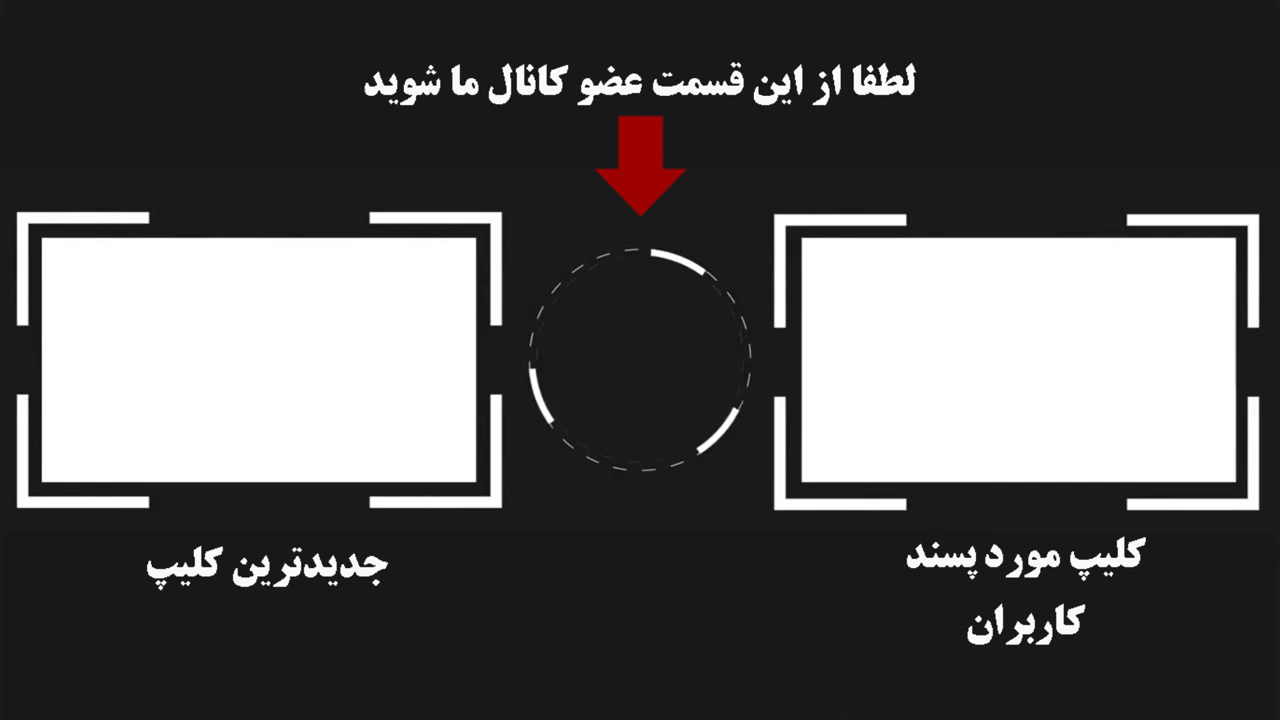 لطفا از این قسمت عضو کانال ما شوید
کلیپ مورد پسند
کاربران
جدیدترین کلیپ